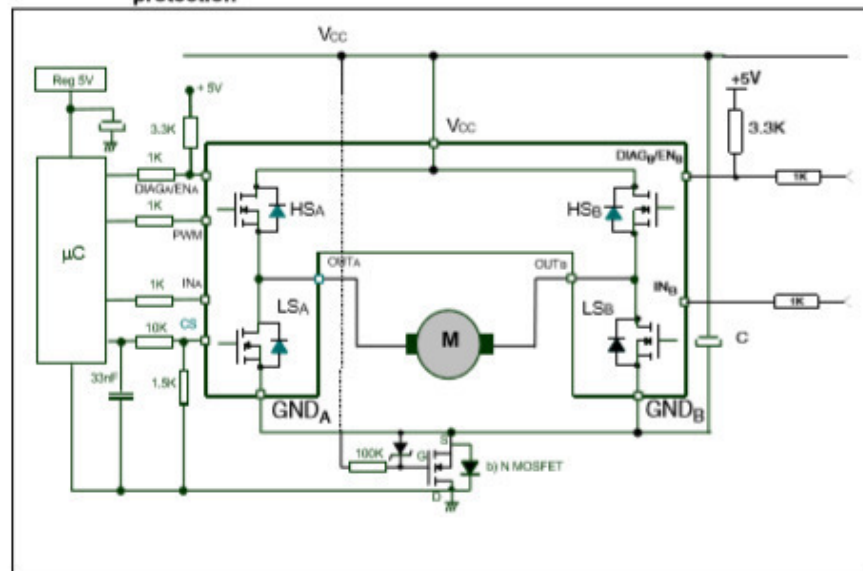 protection
VCC
Reg 5V
+ 5V
+5V
3.3K
VCC
3.3K
1K
DIAGA/ENA
DIAGB/ENB
1K
HSA
HSB
1K
PWM
µC
OUTA
OUTB
1K
INA
INB
LSA
LSB
1K
10K
CS
M
C
33nF
1.5K
GNDA
GNDB
100K
G
S
D
b) N MOSFET